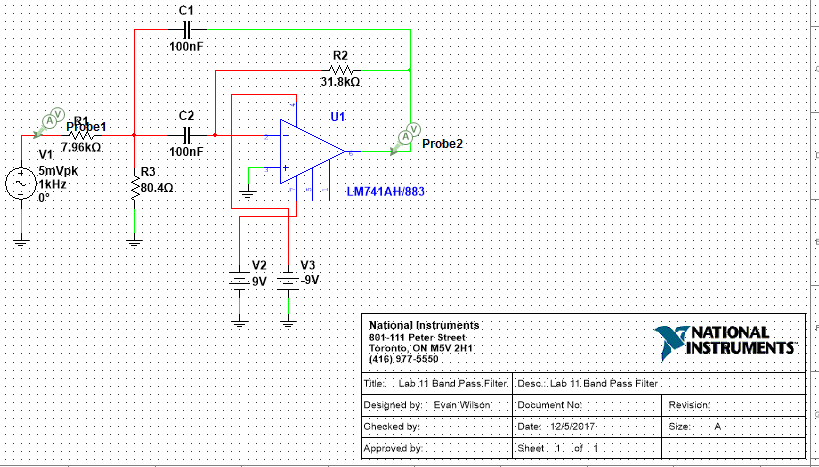 C1
100nF
R2
31.8kΩ
U1
C2
100nF
R1
Probe1
7.96kΩ
V1
5mVpk
1kHz
0°
R3
80.4Ω
Probe2
LM741AH/883
V2
9V
V3
-9V
National Instruments
801-111 Peter Street
Toronto, ON M5V 2H1
(416) 977-5550
NATIONAL
INSTRUMENTS™
Title: Lab 11 Band Pass Filter
Desc.: Lab 11 Band Pass Filter
Designed by: Evan Wilson
Document No:
Revision:
Checked by:
Date: 12/5/2017
Size: A
Approved by:
Sheet 1 of 1